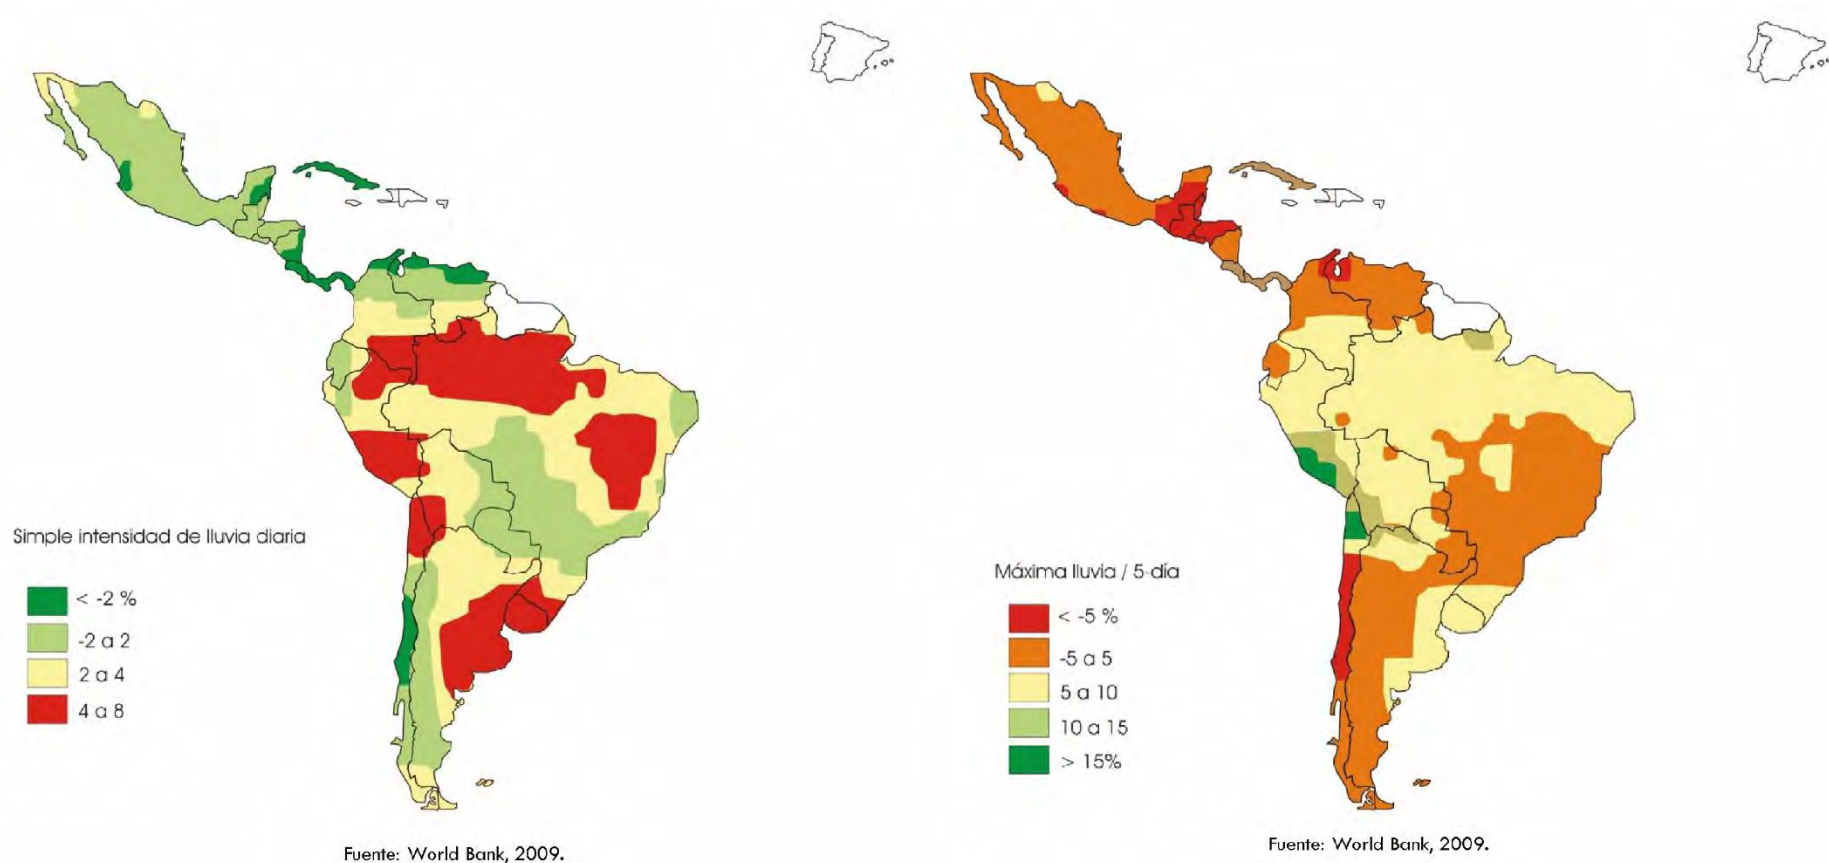 Simple intensidad de lluvia diaria
< -2 %
-2 a 2
2 a 4
4 a 8
Fuente: World Bank, 2009.
Máxima lluvia / 5-día
< -5 %
-5 a 5
5 a 10
10 a 15
> 15%
Fuente: World Bank, 2009.